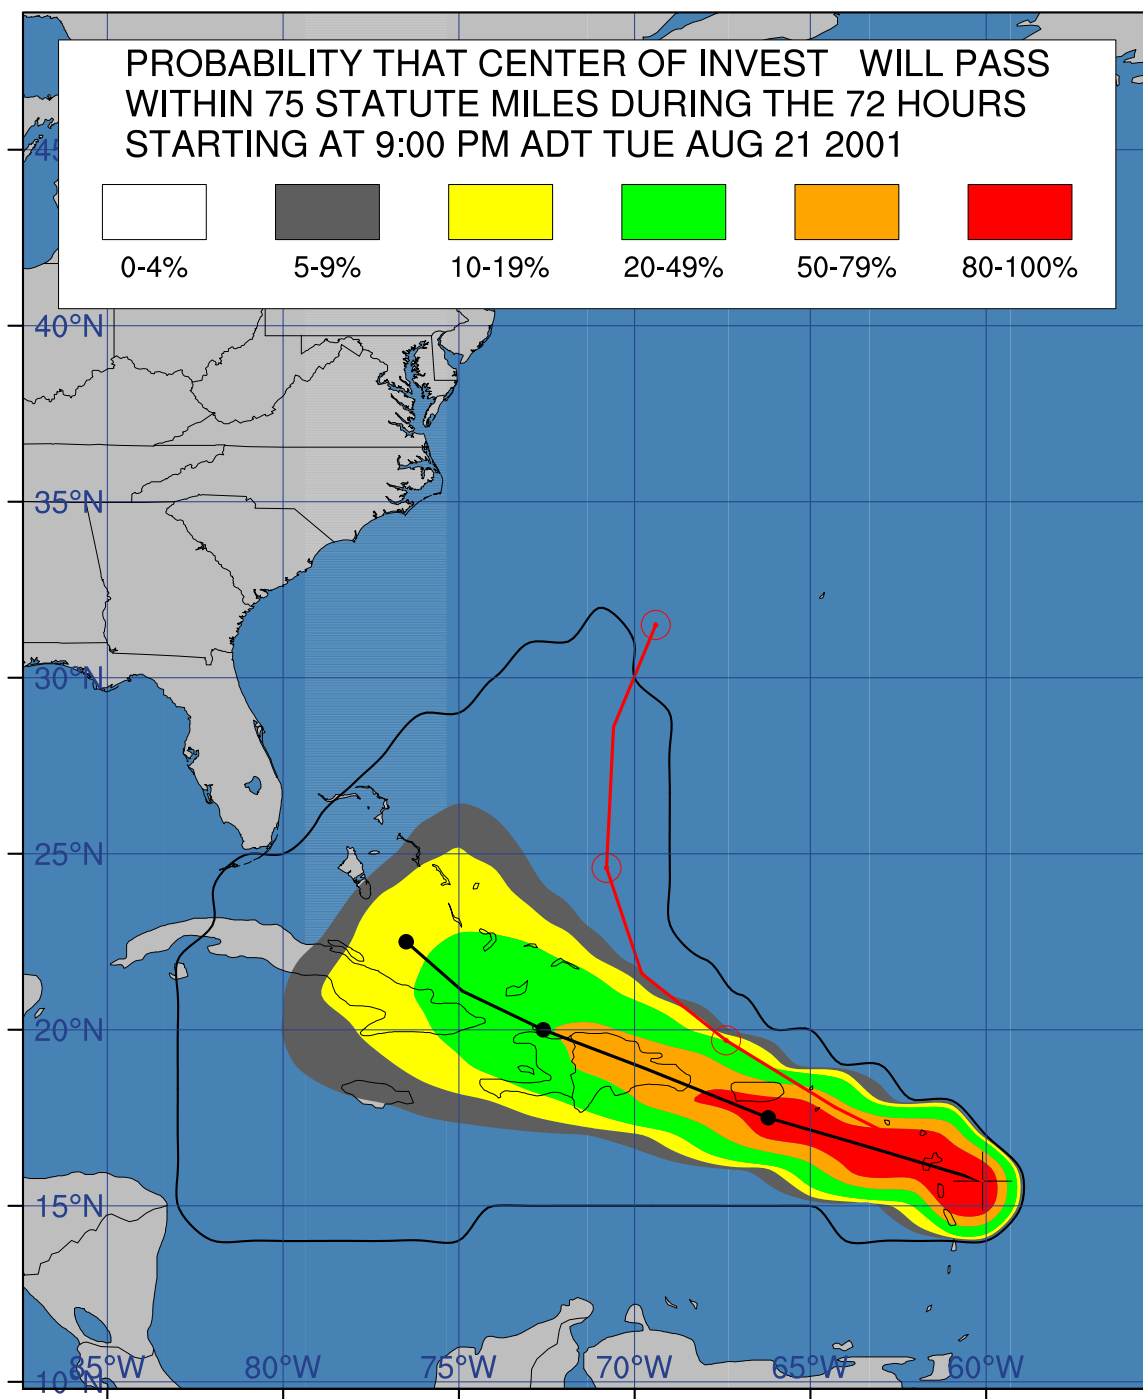 PROBABILITY THAT CENTER OF INVEST WILL PASS
WITHIN 75 STATUTE MILES DURING THE 72 HOURS
STARTING AT 9:00 PM ADT TUE AUG 21 2001
0-4% 5-9% 10-19% 20-49% 50-79% 80-100%
40°N
35°N
30°N
25°N
20°N
15°N
10°N
85°W 80°W 75°W 70°W 65°W 60°W